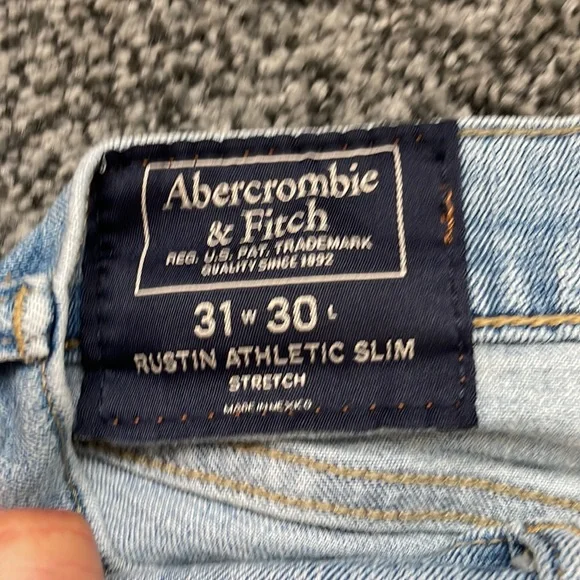 Abercrombie
& Fitch
REG. U.S. PAT. TRADEMARK
QUALITY SINCE 1892
31 W 30 L
RUSTIN ATHLETIC SLIM
STRETCH
MADE IN MEXICO